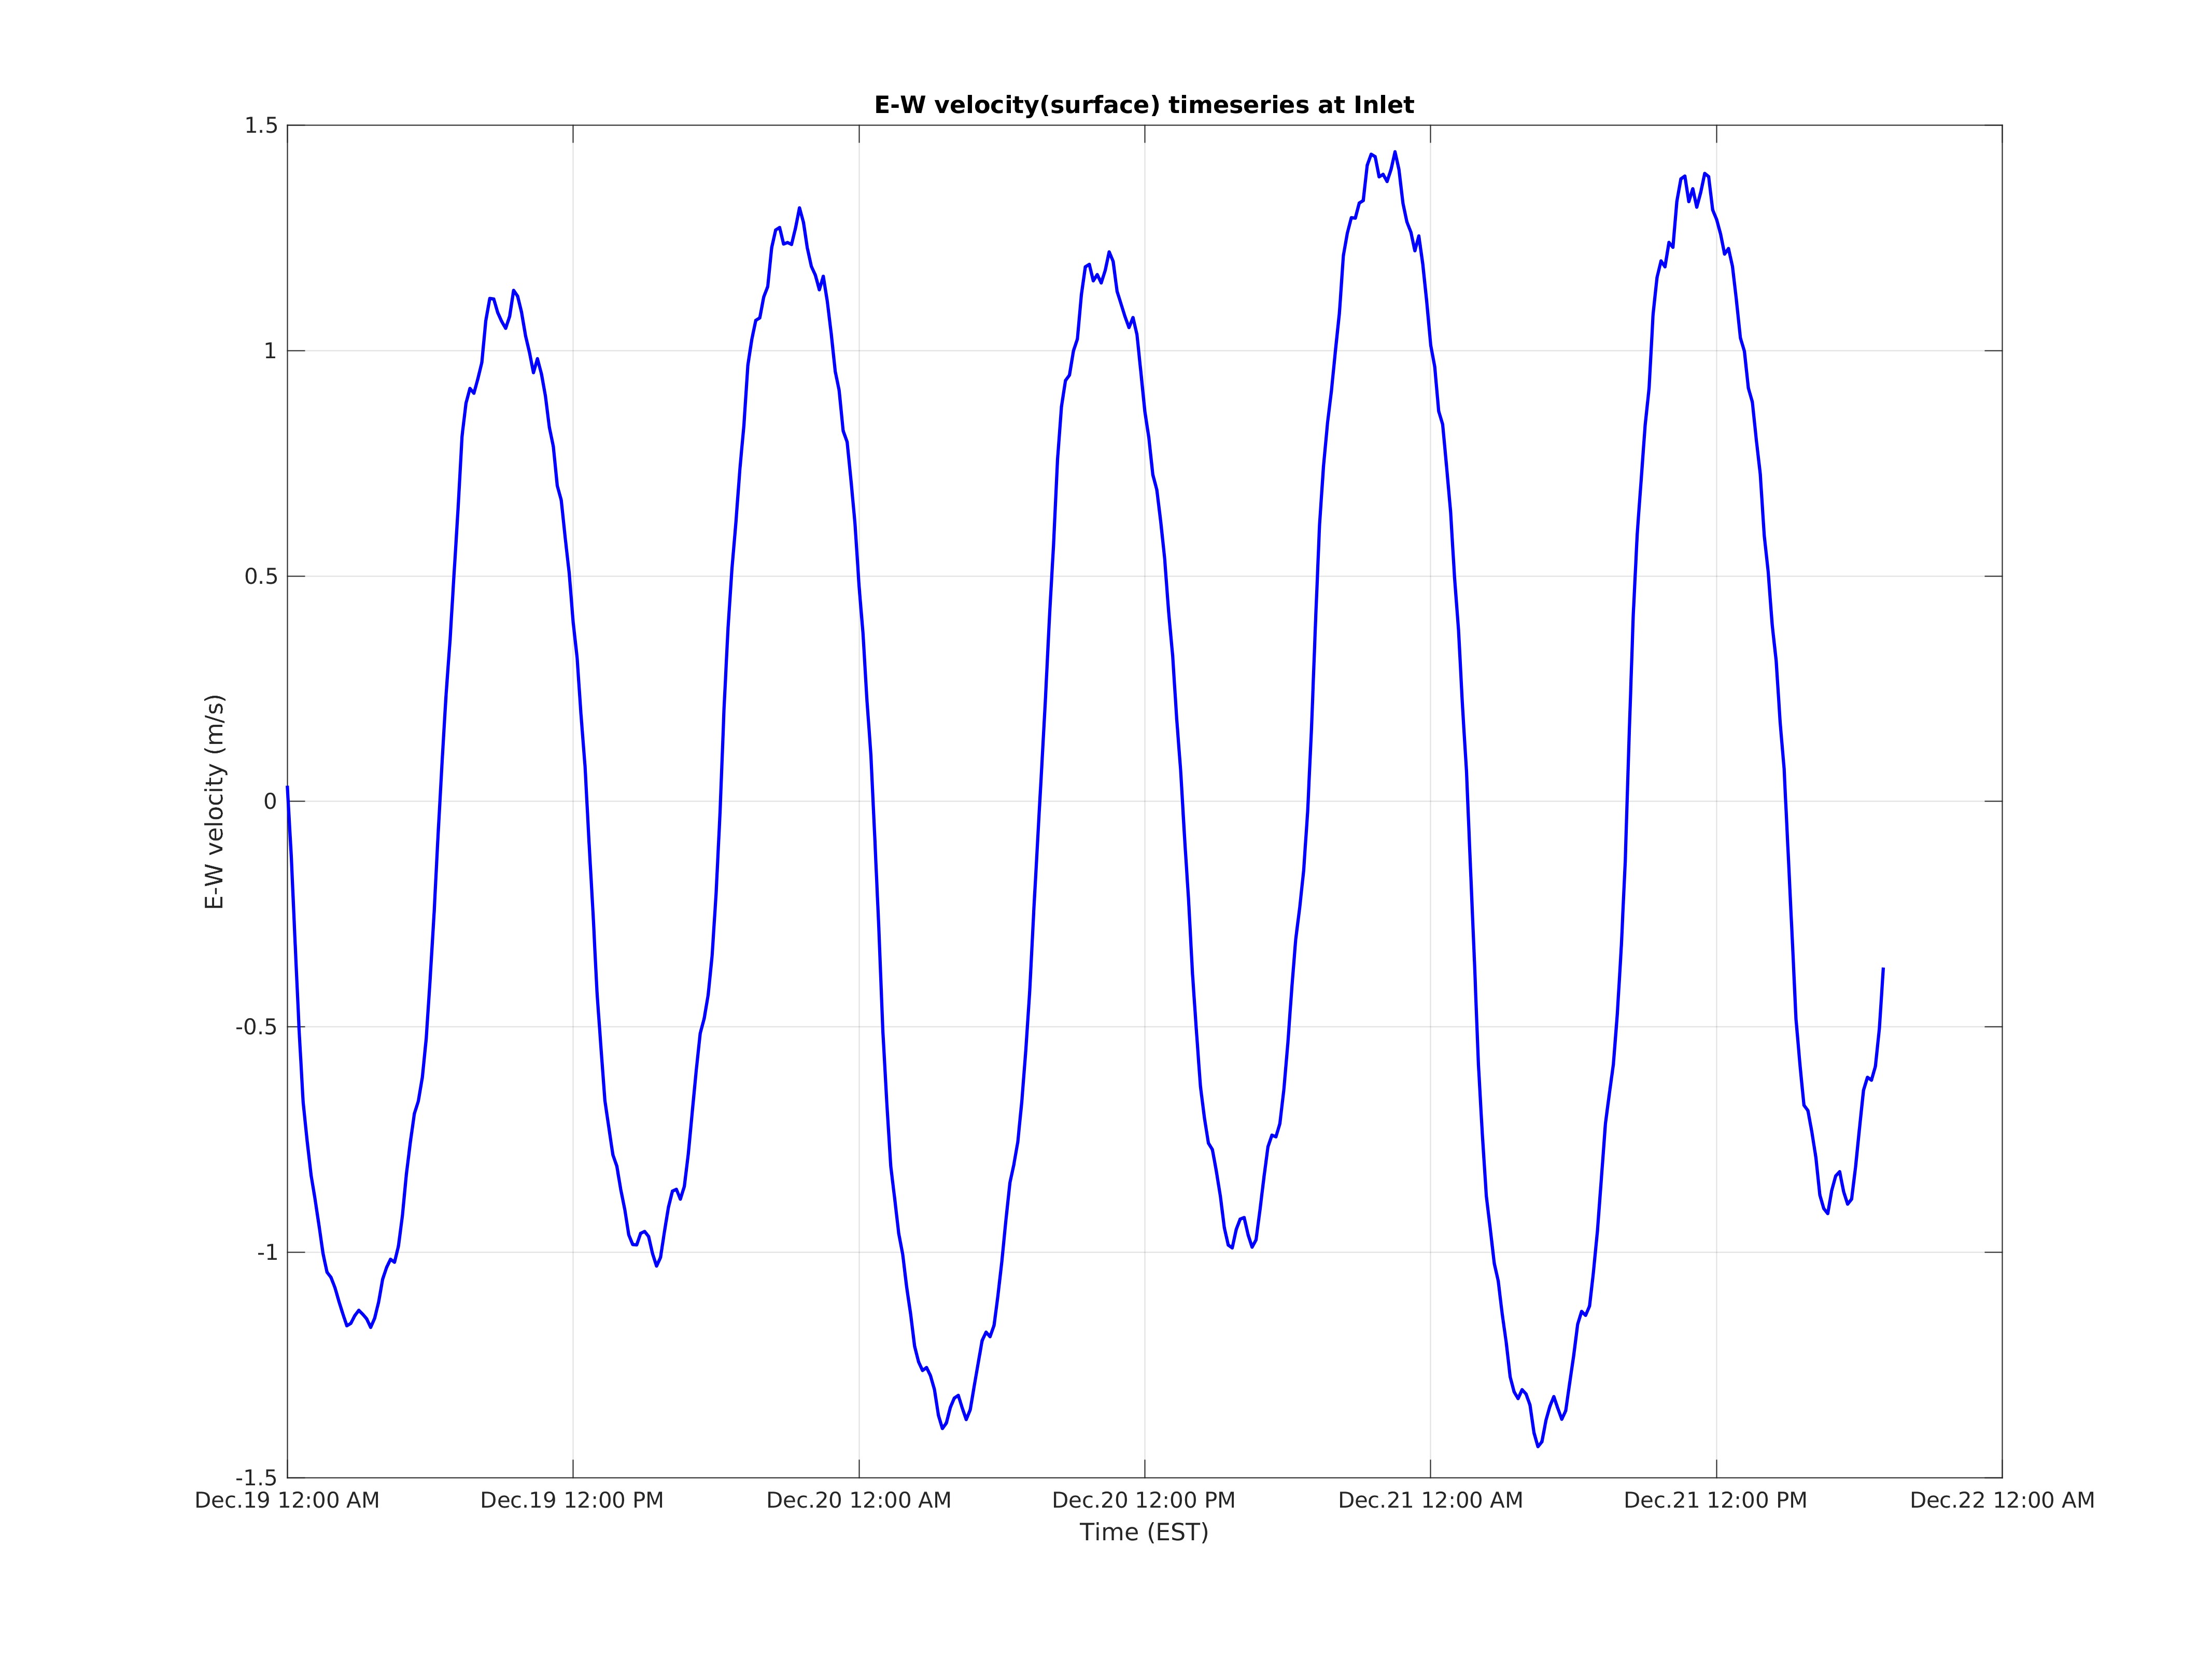 E-W velocity(surface) timeseries at Inlet
1.5
1
0.5
0
-0.5
-1
-1.5
E-W velocity (m/s)
Dec.19 12:00 AM Dec.19 12:00 PM Dec.20 12:00 AM Dec.20 12:00 PM Dec.21 12:00 AM Dec.21 12:00 PM Dec.22 12:00 AM
Time (EST)